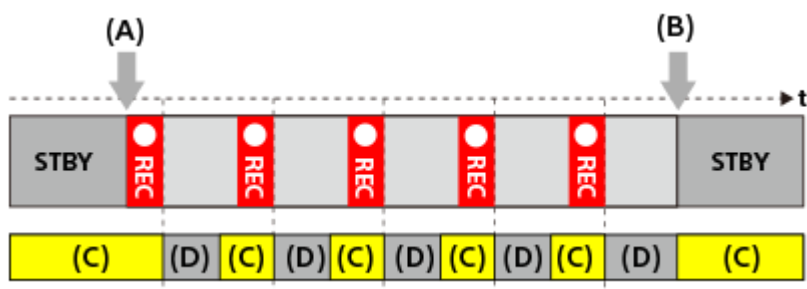 (A) (B)
t
STBY REC REC REC REC REC STBY
(C) (D) (C) (D) (C) (D) (C) (D) (C) (D) (C)